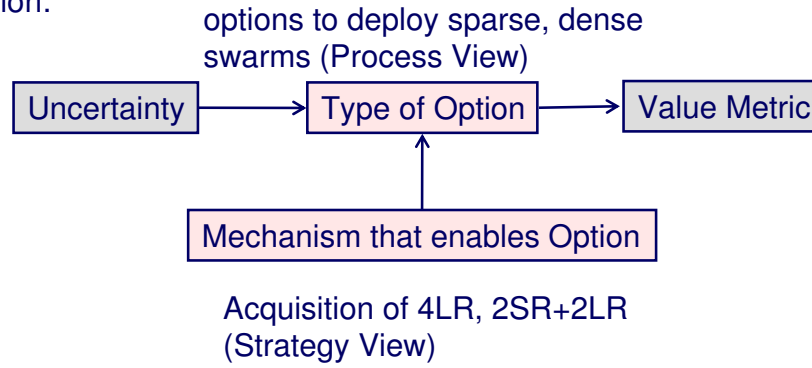 options to deploy sparse, dense
swarms (Process View)
Uncertainty
Type of Option
Value Metric
Mechanism that enables Option
Acquisition of 4LR, 2SR+2LR
(Strategy View)